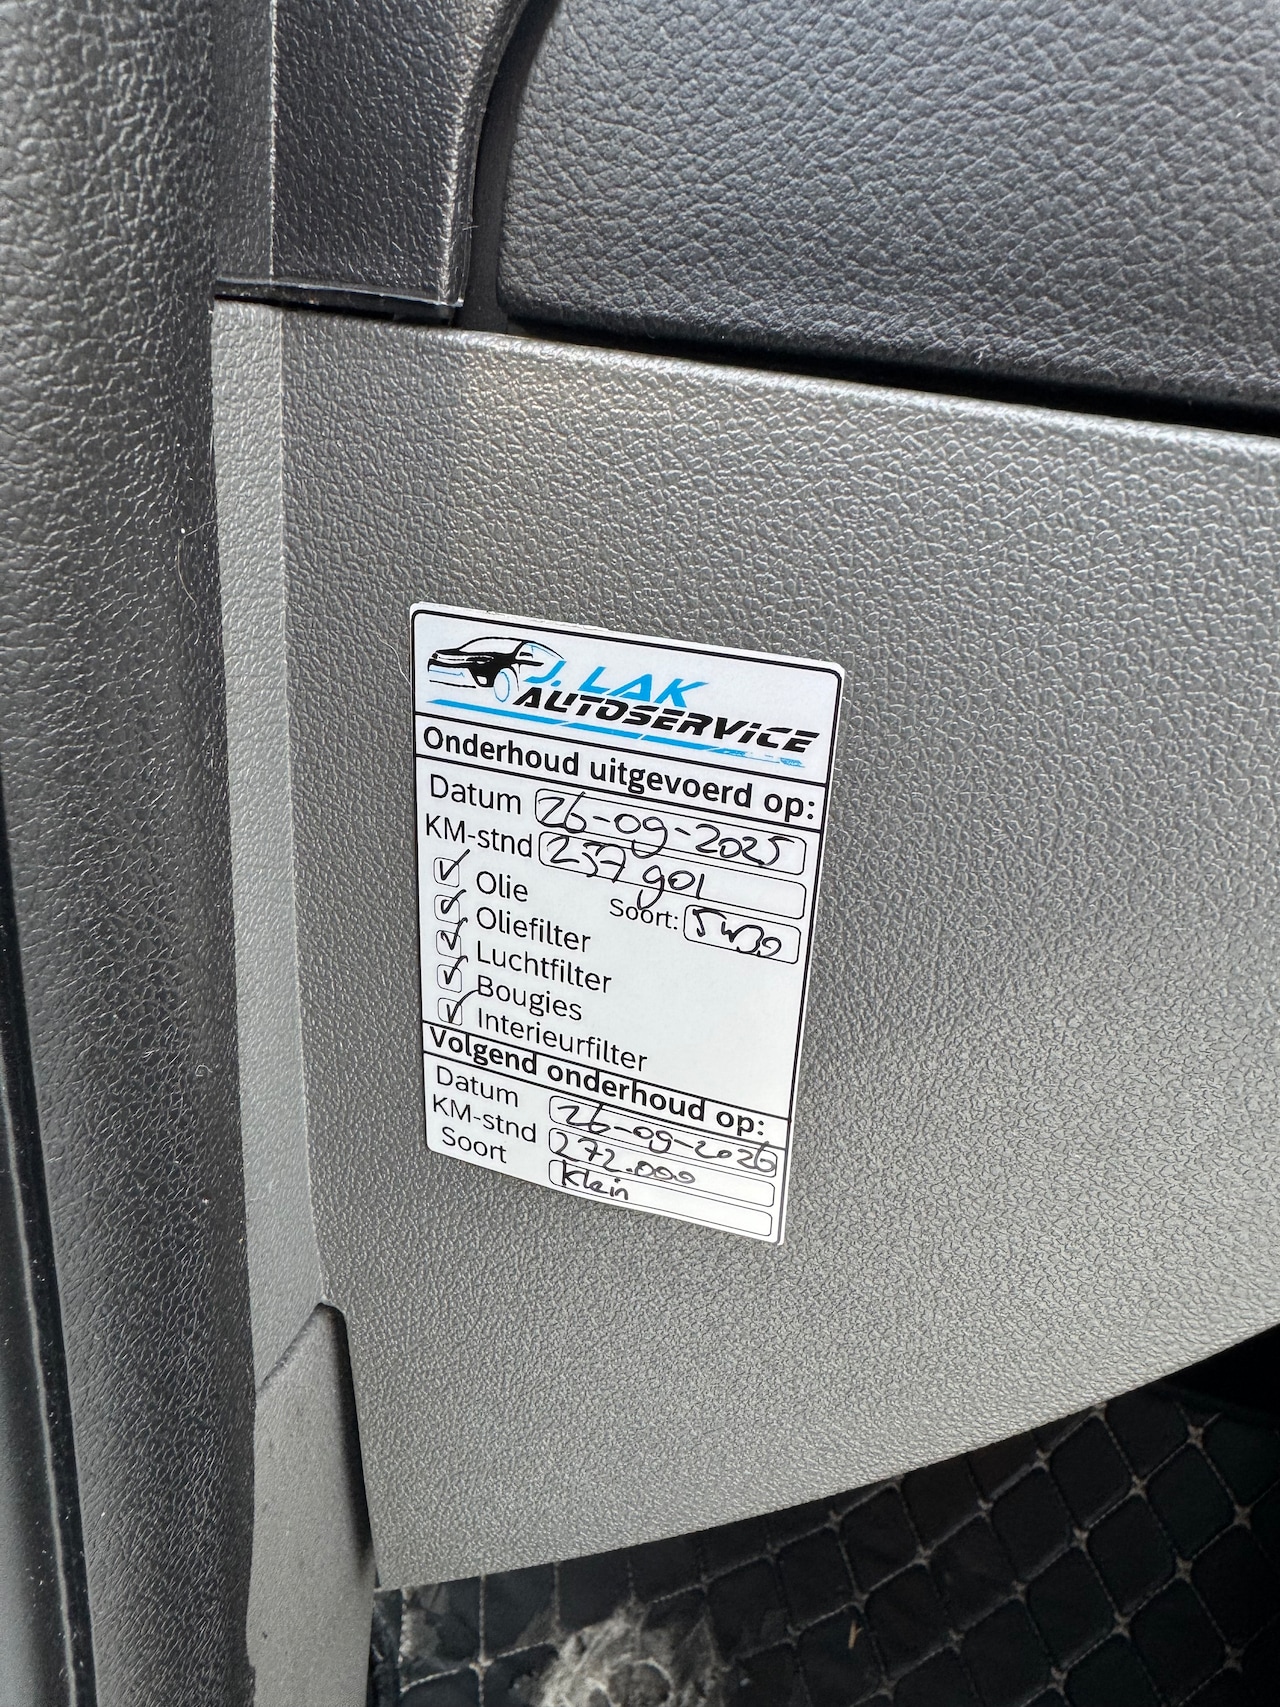 J. LAK
AUTOSERVICE
Onderhoud uitgevoerd op:
Datum 26-09-2025
KM-stnd 257 901
Olie Soort: 5w30
Oliefilter
Luchtfilter
Bougies
Interieurfilter
Volgend onderhoud op:
Datum 26-09-2026
KM-stnd 272.000
Soort Klein